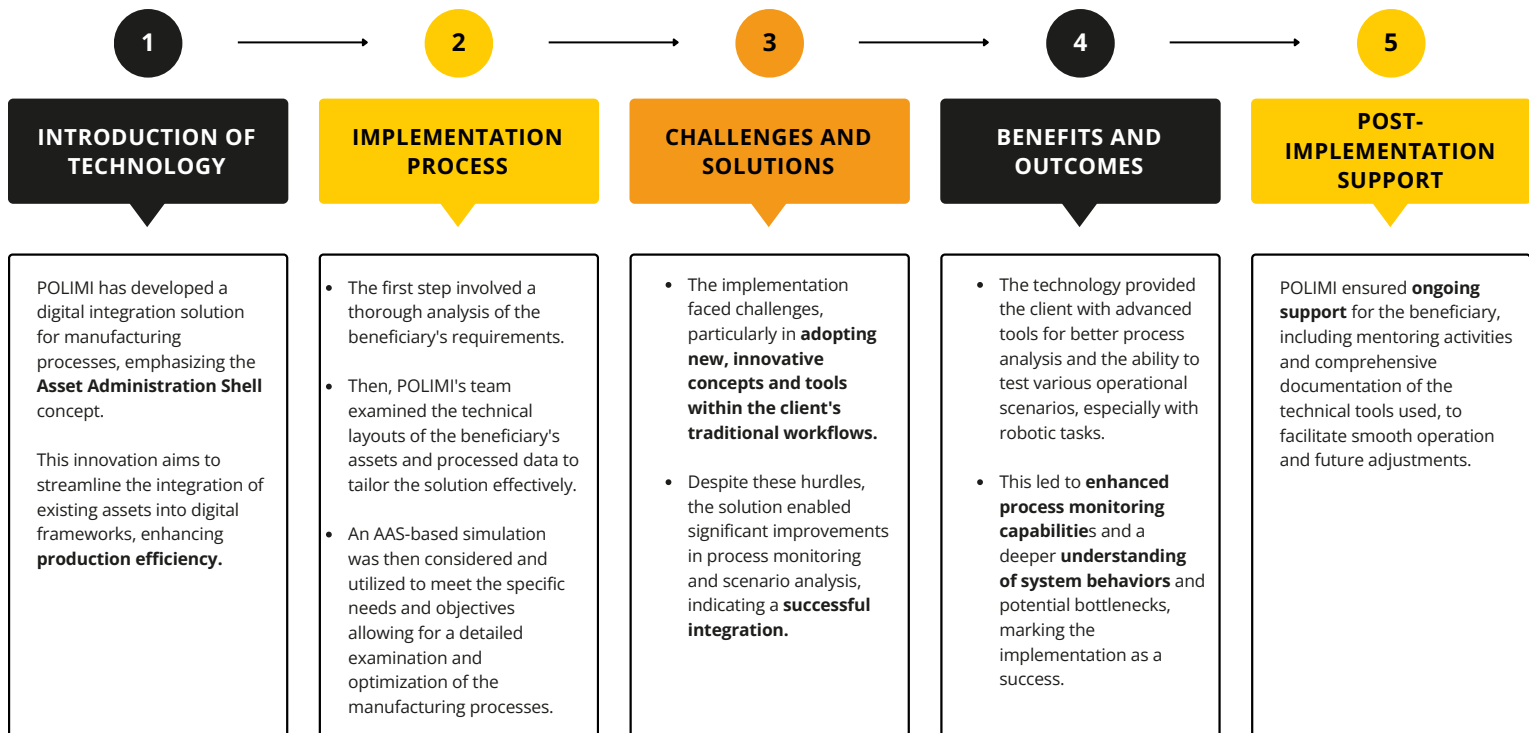 1
2
3
4
5
INTRODUCTION OF
TECHNOLOGY
IMPLEMENTATION
PROCESS
CHALLENGES AND
SOLUTIONS
BENEFITS AND
OUTCOMES
POST-
IMPLEMENTATION
SUPPORT
POLIMI has developed a
digital integration solution
for manufacturing
processes, emphasizing the
Asset Administration Shell
concept.
This innovation aims to
streamline the integration of
existing assets into digital
frameworks, enhancing
production efficiency.
• The first step involved a
thorough analysis of the
beneficiary's requirements.
• Then, POLIMI's team
examined the technical
layouts of the beneficiary's
assets and processed data to
tailor the solution effectively.
• An AAS-based simulation
was then considered and
utilized to meet the specific
needs and objectives
allowing for a detailed
examination and
optimization of the
manufacturing processes.
• The implementation
faced challenges,
particularly in adopting
new, innovative
concepts and tools
within the client's
traditional workflows.
• Despite these hurdles,
the solution enabled
significant improvements
in process monitoring
and scenario analysis,
indicating a successful
integration.
• The technology provided
the client with advanced
tools for better process
analysis and the ability to
test various operational
scenarios, especially with
robotic tasks.
• This led to enhanced
process monitoring
capabilities and a
deeper understanding
of system behaviors and
potential bottlenecks,
marking the
implementation as a
success.
POLIMI ensured ongoing
support for the beneficiary,
including mentoring activities
and comprehensive
documentation of the
technical tools used, to
facilitate smooth operation
and future adjustments.